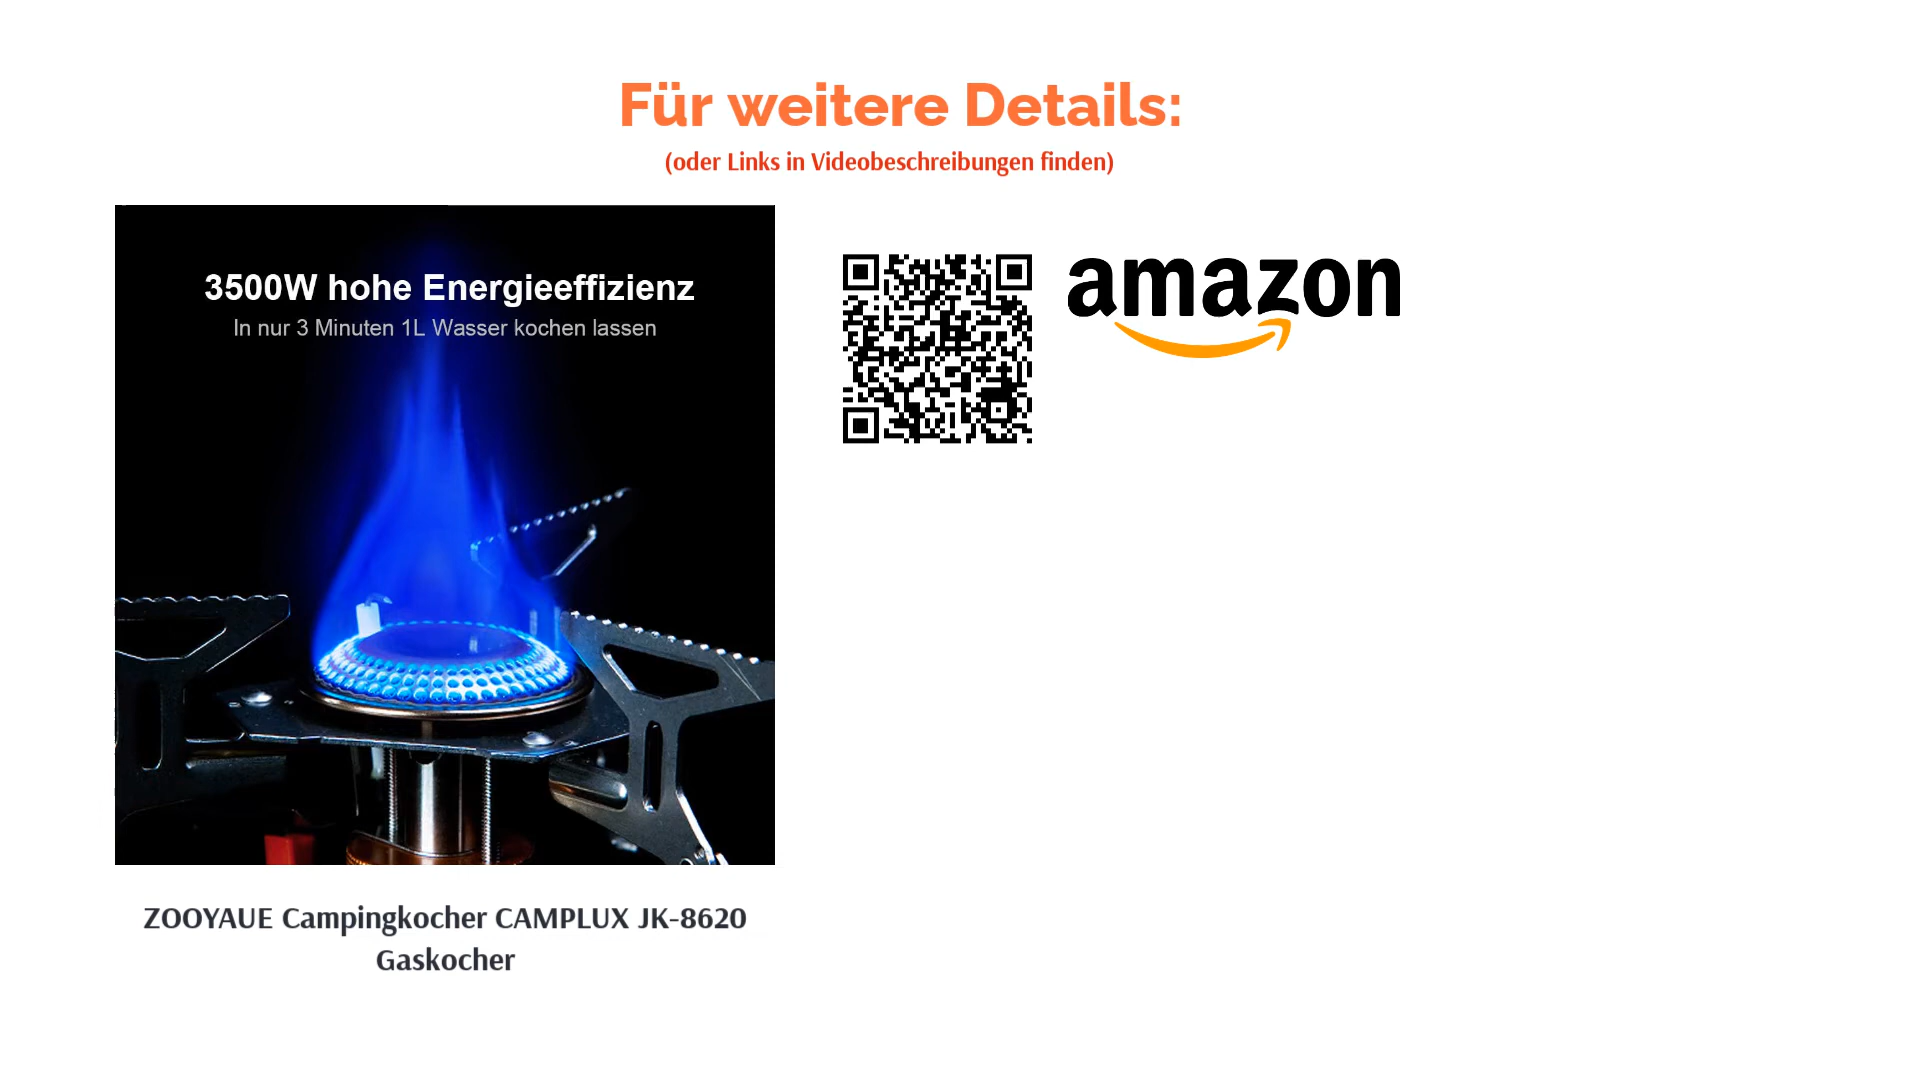 Für weitere Details:
(oder Links in Videobeschreibungen finden)
3500W hohe Energieeffizienz
In nur 3 Minuten 1L Wasser kochen lassen
amazon
ZOOYAUE Campingkocher CAMPLUX JK-8620
Gaskocher